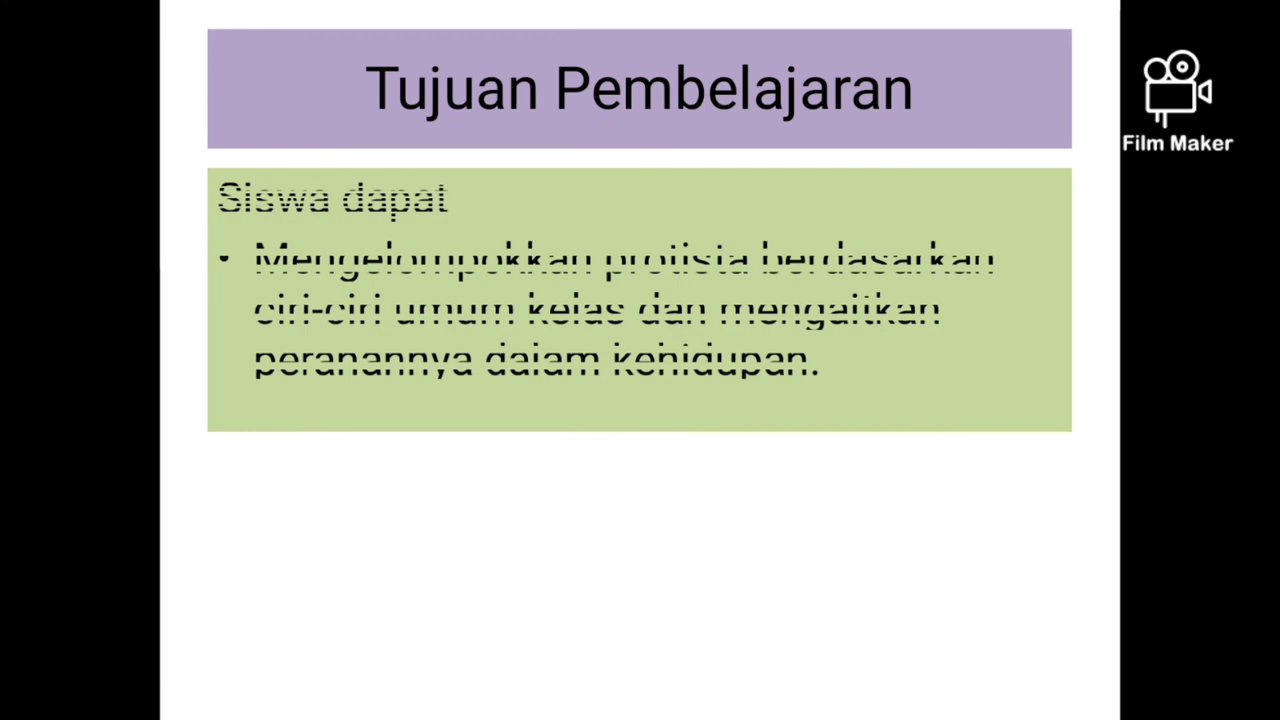 Tujuan Pembelajaran
Film Maker
Siswa dapat
• Mengelompokkan protista berdasarkan
ciri-ciri umum kelas dan mengaitkan
peranannya dalam kehidupan.